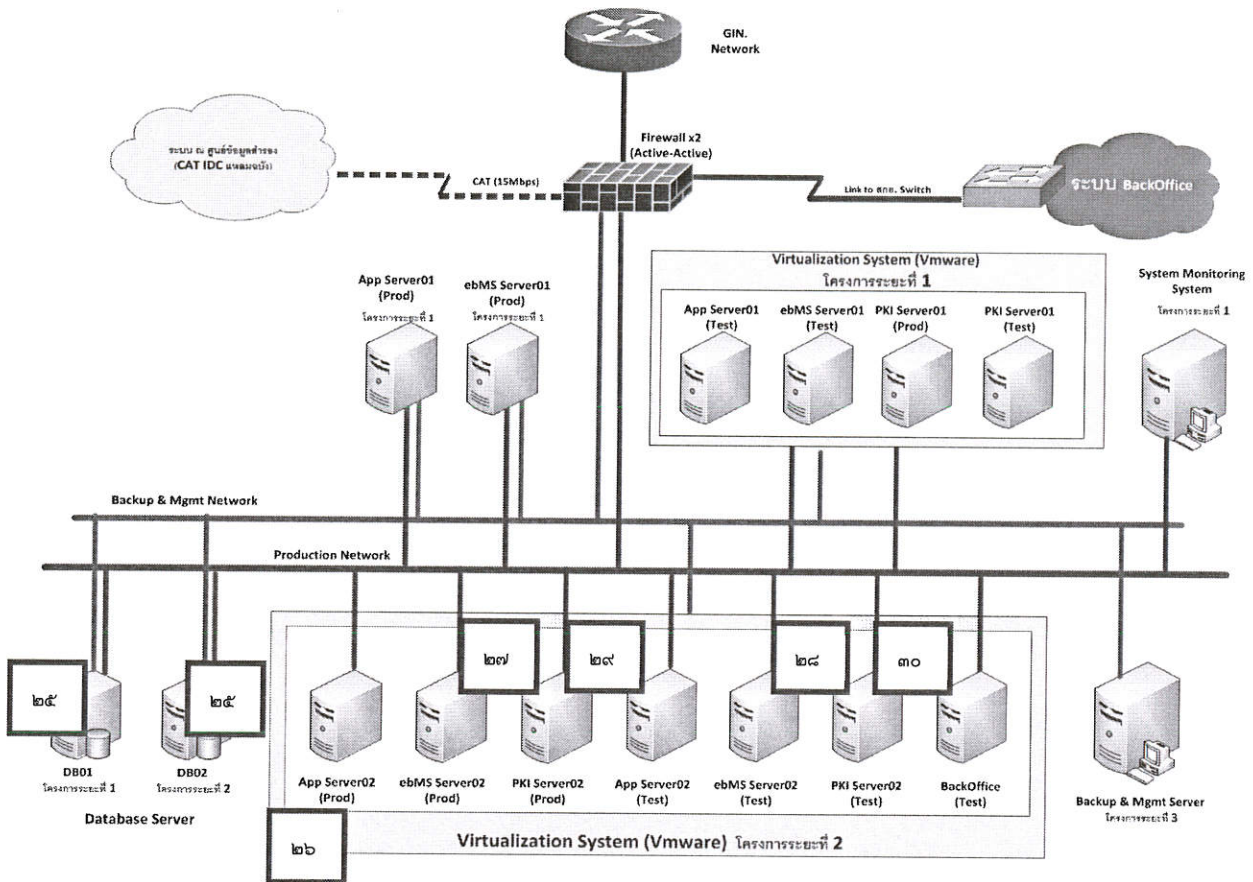 GIN.
Network
ระบบ ณ ศูนย์ข้อมูลสำรอง
(CAT IDC แหลมฉบัง)
Firewall x2
(Active-Active)
CAT (15Mbps)
Link to สกย. Switch
ระบบ BackOffice
Virtualization System (Vmware)
โครงการระยะที่ 1
App Server01
(Prod)
โครงการระยะที่ 1
ebMS Server01
(Prod)
โครงการระยะที่ 1
App Server01
(Test)
ebMS Server01
(Test)
PKI Server01
(Prod)
PKI Server01
(Test)
System Monitoring
System
โครงการระยะที่ 1
Backup & Mgmt Network
Production Network
๒๕
๒๕
๒๗
๒๙
๒๘
๓๐
DB01
โครงการระยะที่ 1
DB02
โครงการระยะที่ 2
Database Server
App Server02
(Prod)
ebMS Server02
(Prod)
PKI Server02
(Prod)
App Server02
(Test)
ebMS Server02
(Test)
PKI Server02
(Test)
BackOffice
(Test)
Backup & Mgmt Server
โครงการระยะที่ 3
๒๖
Virtualization System (Vmware) โครงการระยะที่ 2